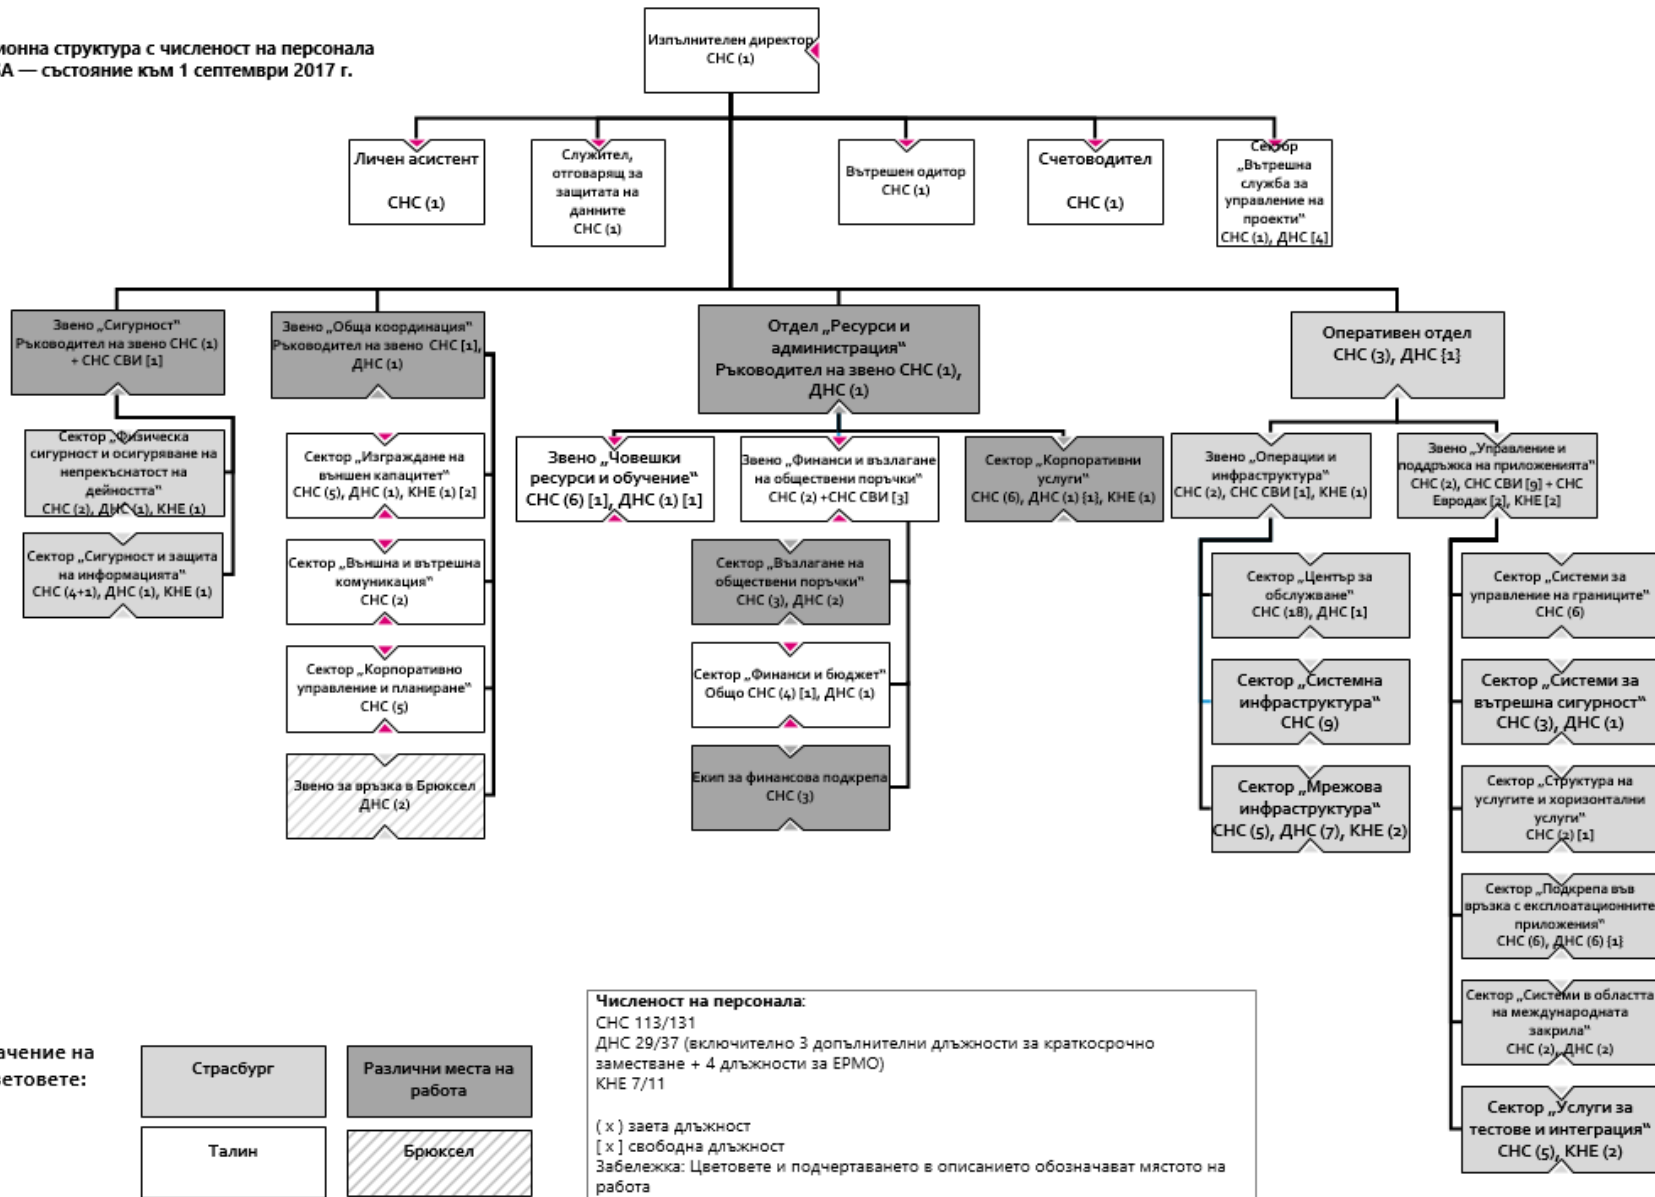 ионна структура с численост на персонала
А — състояние към 1 септември 2017 г.
Изпълнителен директор
СНС (1)
Личен асистент
СНС (1)
Служител,
отговарящ за
защитата на
данните
СНС (1)
Вътрешен одитор
СНС (1)
Счетоводител
СНС (1)
Сектор
„Вътрешна
служба за
управление на
проекти“
СНС (1), ДНС [4]
Звено „Сигурност“
Ръководител на звено СНС (1)
+ СНС СВИ [1]
Сектор „Физическа
сигурност и осигуряване на
непрекъснатост на
дейността“
СНС (2), ДНС (1), КНЕ (1)
Сектор „Сигурност и защита
на информацията“
СНС (4+1), ДНС (1), КНЕ (1)
Звено „Обща координация“
Ръководител на звено СНС [1],
ДНС (1)
Сектор „Изграждане на
външен капацитет“
СНС (5), ДНС (1), КНЕ (1) [2]
Сектор „Външна и вътрешна
комуникация“
СНС (2)
Сектор „Корпоративно
управление и планиране“
СНС (5)
Звено за връзка в Брюксел
ДНС (2)
Отдел „Ресурси и
администрация“
Ръководител на звено СНС (1),
ДНС (1)
Звено „Човешки
ресурси и обучение“
СНС (6) [1], ДНС (1) [1]
Звено „Финанси и възлагане
на обществени поръчки“
СНС (2) +СНС СВИ [3]
Сектор „Корпоративни
услуги“
СНС (6), ДНС (1) [1], КНЕ (1)
Сектор „Възлагане на
обществени поръчки“
СНС (3), ДНС (2)
Сектор „Финанси и бюджет“
Общо СНС (4) [1], ДНС (1)
Екип за финансова подкрепа
СНС (3)
Оперативен отдел
СНС (3), ДНС {1}
Звено „Операции и
инфраструктура“
СНС (2), СНС СВИ [1], КНЕ (1)
Сектор „Център за
обслужване“
СНС (18), ДНС [1]
Сектор „Системна
инфраструктура“
СНС (9)
Сектор „Мрежова
инфраструктура“
СНС (5), ДНС (7), КНЕ (2)
Звено „Управление и
поддръжка на приложенията“
СНС (2), СНС СВИ [9] + СНС
Евродак [2], КНЕ [2]
Сектор „Системи за
управление на границите“
СНС (6)
Сектор „Системи за
вътрешна сигурност“
СНС (3), ДНС (1)
Сектор „Структура на
услугите и хоризонтални
услуги“
СНС (2) [1]
Сектор „Подкрепа във
връзка с експлоатационните
приложения“
СНС (6), ДНС (6) {1}
Сектор „Системи в областта
на международната
закрила“
СНС (2), ДНС (2)
Сектор „Услуги за
тестове и интеграция“
СНС (5), КНЕ (2)
ачение на
ветовете:
Страсбург
Различни места на
работа
Талин
Брюксел
Численост на персонала:
СНС 113/131
ДНС 29/37 (включително 3 допълнителни длъжности за краткосрочно
заместване + 4 длъжности за ЕРМО)
КНЕ 7/11
( x ) заета длъжност
[ x ] свободна длъжност
Забележка: Цветовете и подчертаването в описанието обозначават мястото на
работа